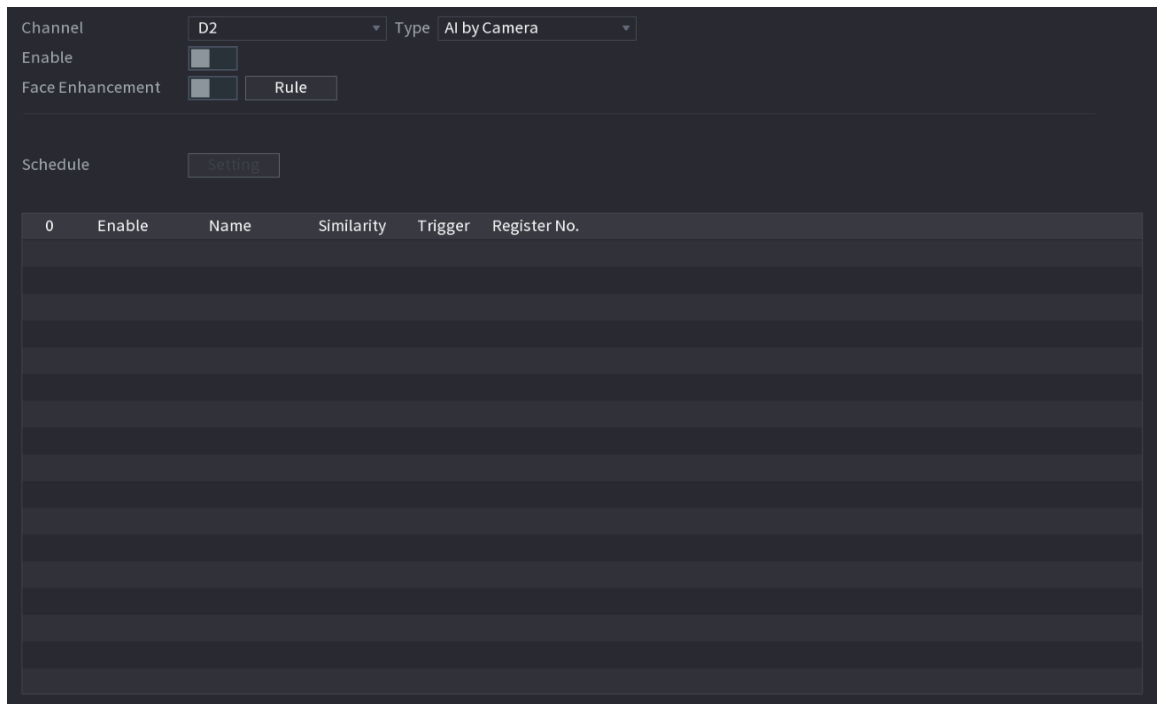 Channel D2 Type AI by Camera
Enable
Face Enhancement Rule
Schedule Setting
0 Enable Name Similarity Trigger Register No.